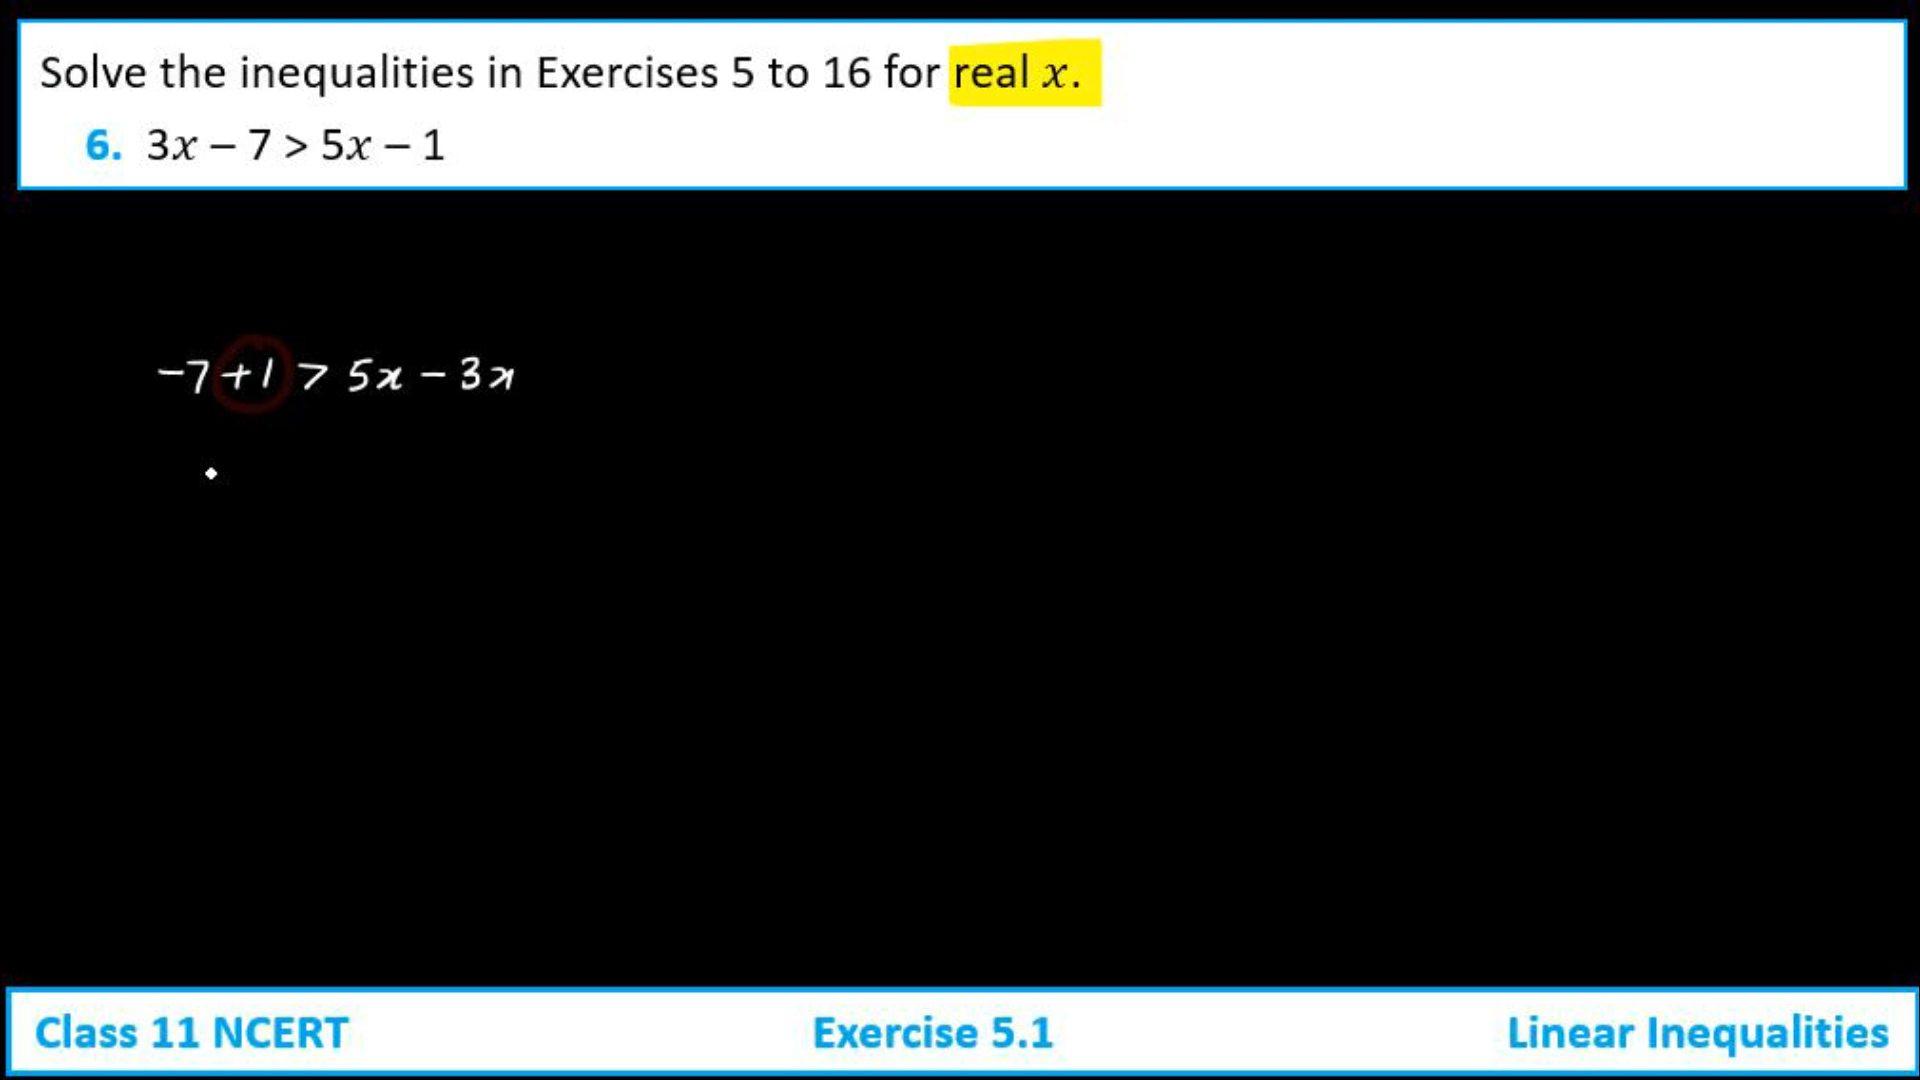 Solve the inequalities in Exercises 5 to 16 for real x.
6. 3x – 7 > 5x – 1
-7+1 > 5x - 3x
Class 11 NCERT
Exercise 5.1
Linear Inequalities